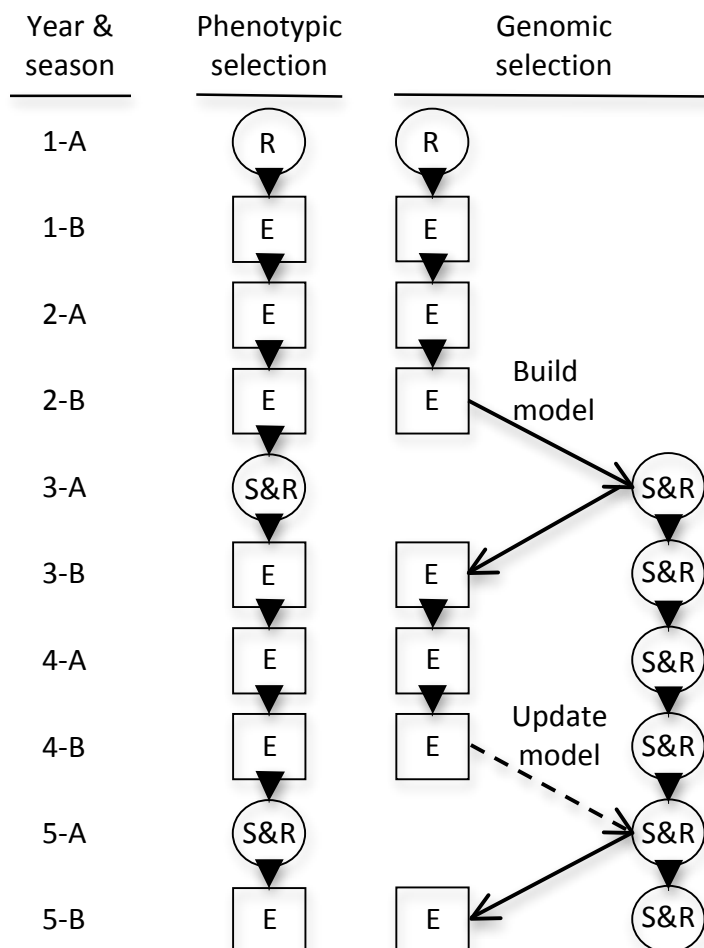 Year & Phenotypic Genomic
season selection selection
1-A R R
1-B E E
2-A E E
Build
2-B E E model
3-A S&R S&R
3-B E E S&R
4-A E E S&R
Update
4-B E E model S&R
5-A S&R S&R
5-B E E S&R